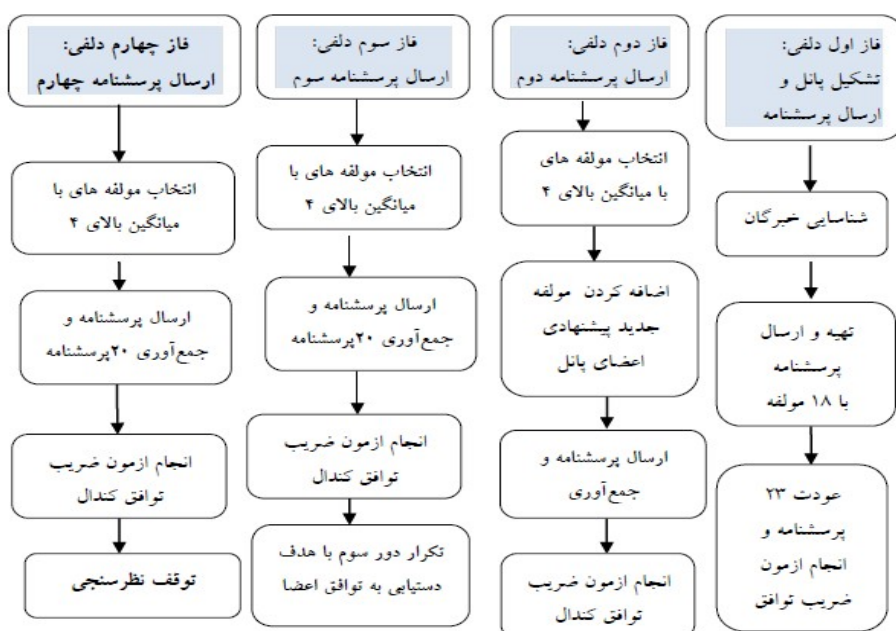 فاز اول دلفی:
تشکیل پانل و
ارسال پرسشنامه
شناسایی خبرگان
تهیه و ارسال
پرسشنامه
با ۱۸ مولفه
عودت ۲۳
پرسشنامه و
انجام ازمون
ضریب توافق
فاز دوم دلفی:
ارسال پرسشنامه دوم
انتخاب مولفه های
با میانگین بالای ۴
اضافه کردن مولفه
جدید پیشنهادی
اعضای پانل
ارسال پرسشنامه و
جمع‌آوری
انجام ازمون ضریب
توافق کندال
فاز سوم دلفی:
ارسال پرسشنامه سوم
انتخاب مولفه های با
میانگین بالای ۴
ارسال پرسشنامه و
جمع‌آوری ۲۰پرسشنامه
انجام ازمون ضریب
توافق کندال
تکرار دور سوم با هدف
دستیابی به توافق اعضا
فاز چهارم دلفی:
ارسال پرسشنامه چهارم
انتخاب مولفه های با
میانگین بالای ۴
ارسال پرسشنامه و
جمع‌آوری ۲۰پرسشنامه
انجام ازمون ضریب
توافق کندال
توقف نظرسنجی